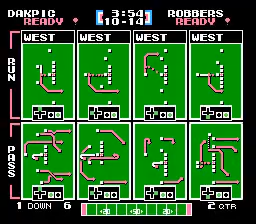 DAKPIC 3:54 ROBBERS
READY 10-14 READY
WEST WEST WEST WEST
RUN
PASS
1 DOWN 6 2 QTR
-20 -50- 20-